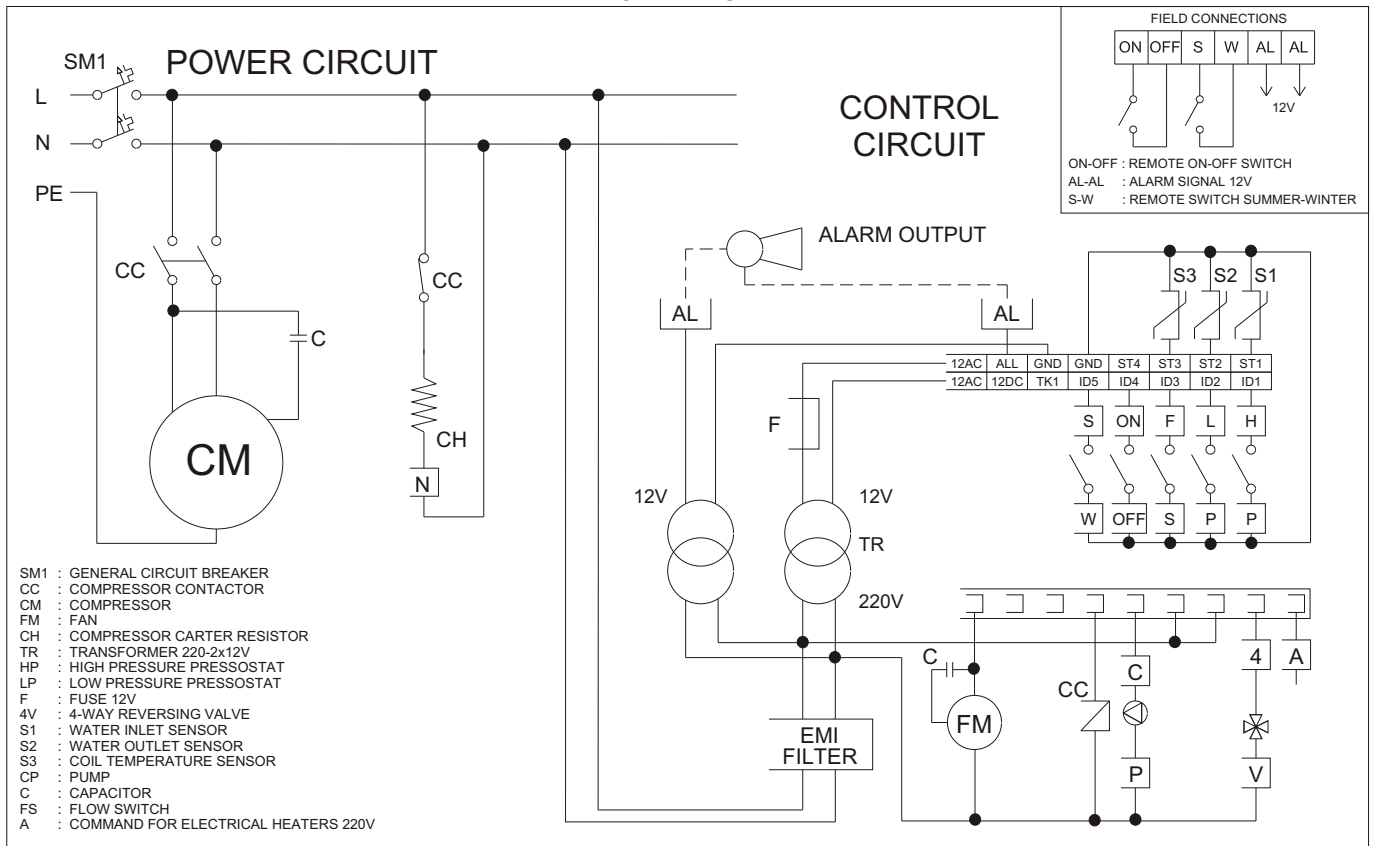 FIELD CONNECTIONS
ON OFF S W AL AL
12V
ON-OFF : REMOTE ON-OFF SWITCH
AL-AL : ALARM SIGNAL 12V
S-W : REMOTE SWITCH SUMMER-WINTER
SM1
POWER CIRCUIT
L
N
PE
CONTROL
CIRCUIT
CC
C
CM
CC
CH
N
ALARM OUTPUT
AL
AL
S3 S2 S1
12AC ALL GND GND ST4 ST3 ST2 ST1
12AC 12DC TK1 ID5 ID4 ID3 ID2 ID1
F
S ON F L H
W OFF S P P
12V
12V
TR
220V
EMI
FILTER
C
FM
CC
C
P
4
V
A
SM1 : GENERAL CIRCUIT BREAKER
CC : COMPRESSOR CONTACTOR
CM : COMPRESSOR
FM : FAN
CH : COMPRESSOR CARTER RESISTOR
TR : TRANSFORMER 220-2x12V
HP : HIGH PRESSURE PRESSOSTAT
LP : LOW PRESSURE PRESSOSTAT
F : FUSE 12V
4V : 4-WAY REVERSING VALVE
S1 : WATER INLET SENSOR
S2 : WATER OUTLET SENSOR
S3 : COIL TEMPERATURE SENSOR
CP : PUMP
C : CAPACITOR
FS : FLOW SWITCH
A : COMMAND FOR ELECTRICAL HEATERS 220V